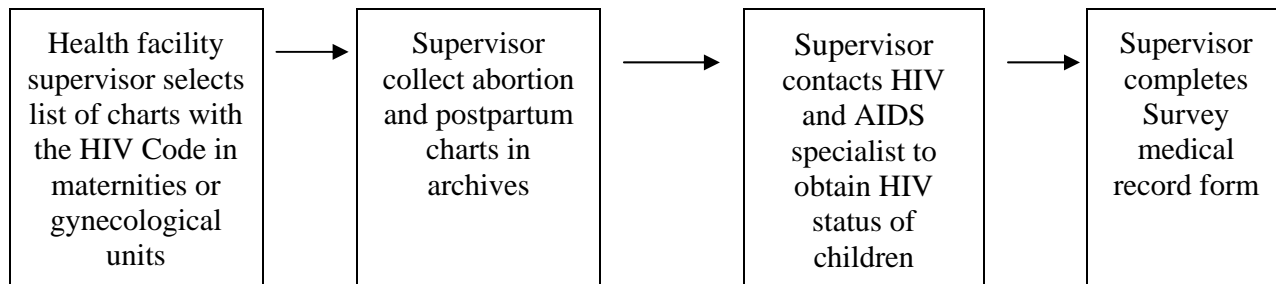 Health facility
supervisor selects
list of charts with
the HIV Code in
maternities or
gynecological
units
Supervisor
collect abortion
and postpartum
charts in
archives
Supervisor
contacts HIV
and AIDS
specialist to
obtain HIV
status of
children
Supervisor
completes
Survey
medical
record form